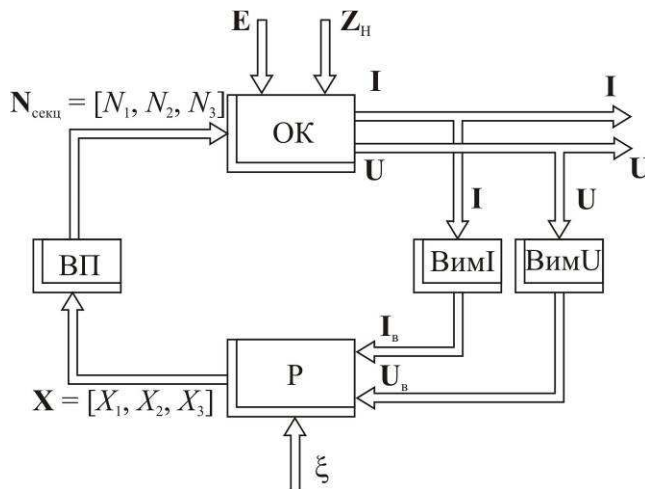 E
Z_н
N_секц = [N_1, N_2, N_3]
I
I
ОК
U
U
I
U
ВП
ВимI
ВимU
I_в
Р
U_в
X = [X_1, X_2, X_3]
ξ